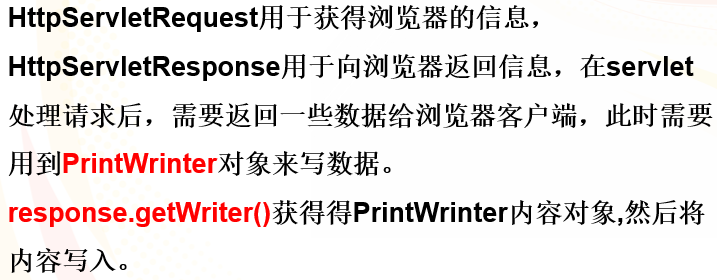 HttpServletRequest用于获得浏览器的信息，
HttpServletResponse用于向浏览器返回信息，在servlet
处理请求后，需要返回一些数据给浏览器客户端，此时需要
用到PrintWrinter对象来写数据。
response.getWriter()获得得PrintWrinter内容对象,然后将
内容写入。